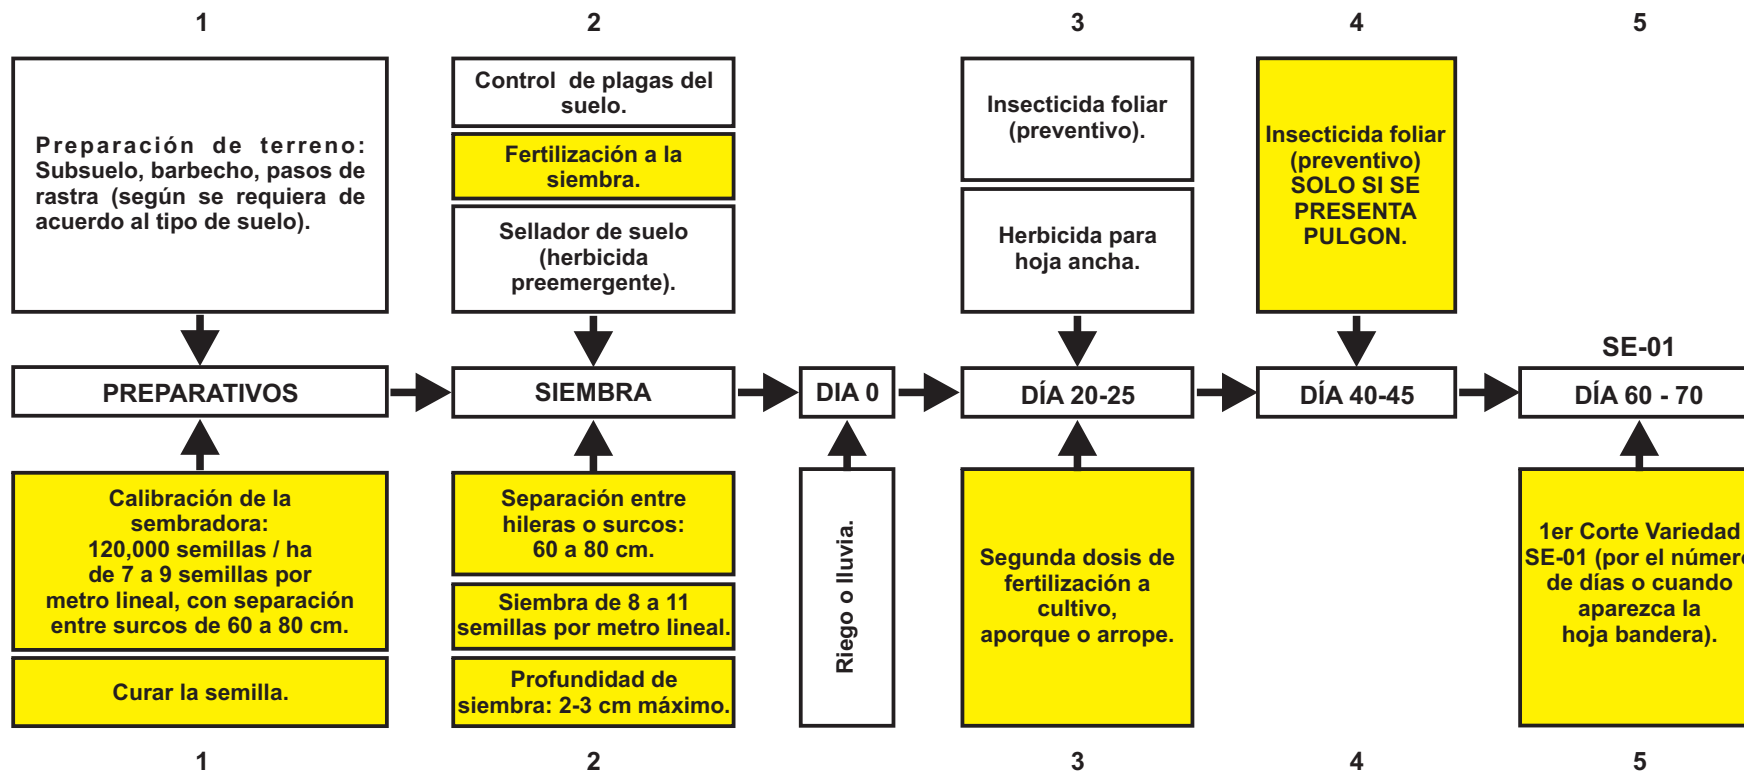 1
2
3
4
5
Preparación de terreno:
Subsuelo, barbecho, pasos de
rastra (según se requiera de
acuerdo al tipo de suelo).
Control de plagas del
suelo.
Fertilización a la
siembra.
Sellador de suelo
(herbicida
preemergente).
Insecticida foliar
(preventivo).
Herbicida para
hoja ancha.
Insecticida foliar
(preventivo)
SOLO SI SE
PRESENTA
PULGON.
SE-01
PREPARATIVOS
SIEMBRA
DIA 0
DÍA 20-25
DÍA 40-45
DÍA 60 - 70
Calibración de la
sembradora:
120,000 semillas / ha
de 7 a 9 semillas por
metro lineal, con separación
entre surcos de 60 a 80 cm.
Curar la semilla.
Separación entre
hileras o surcos:
60 a 80 cm.
Siembra de 8 a 11
semillas por metro lineal.
Profundidad de
siembra: 2-3 cm máximo.
Riego o lluvia.
Segunda dosis de
fertilización a
cultivo,
aporque o arrope.
1er Corte Variedad
SE-01 (por el número
de días o cuando
aparezca la
hoja bandera).
1
2
3
4
5